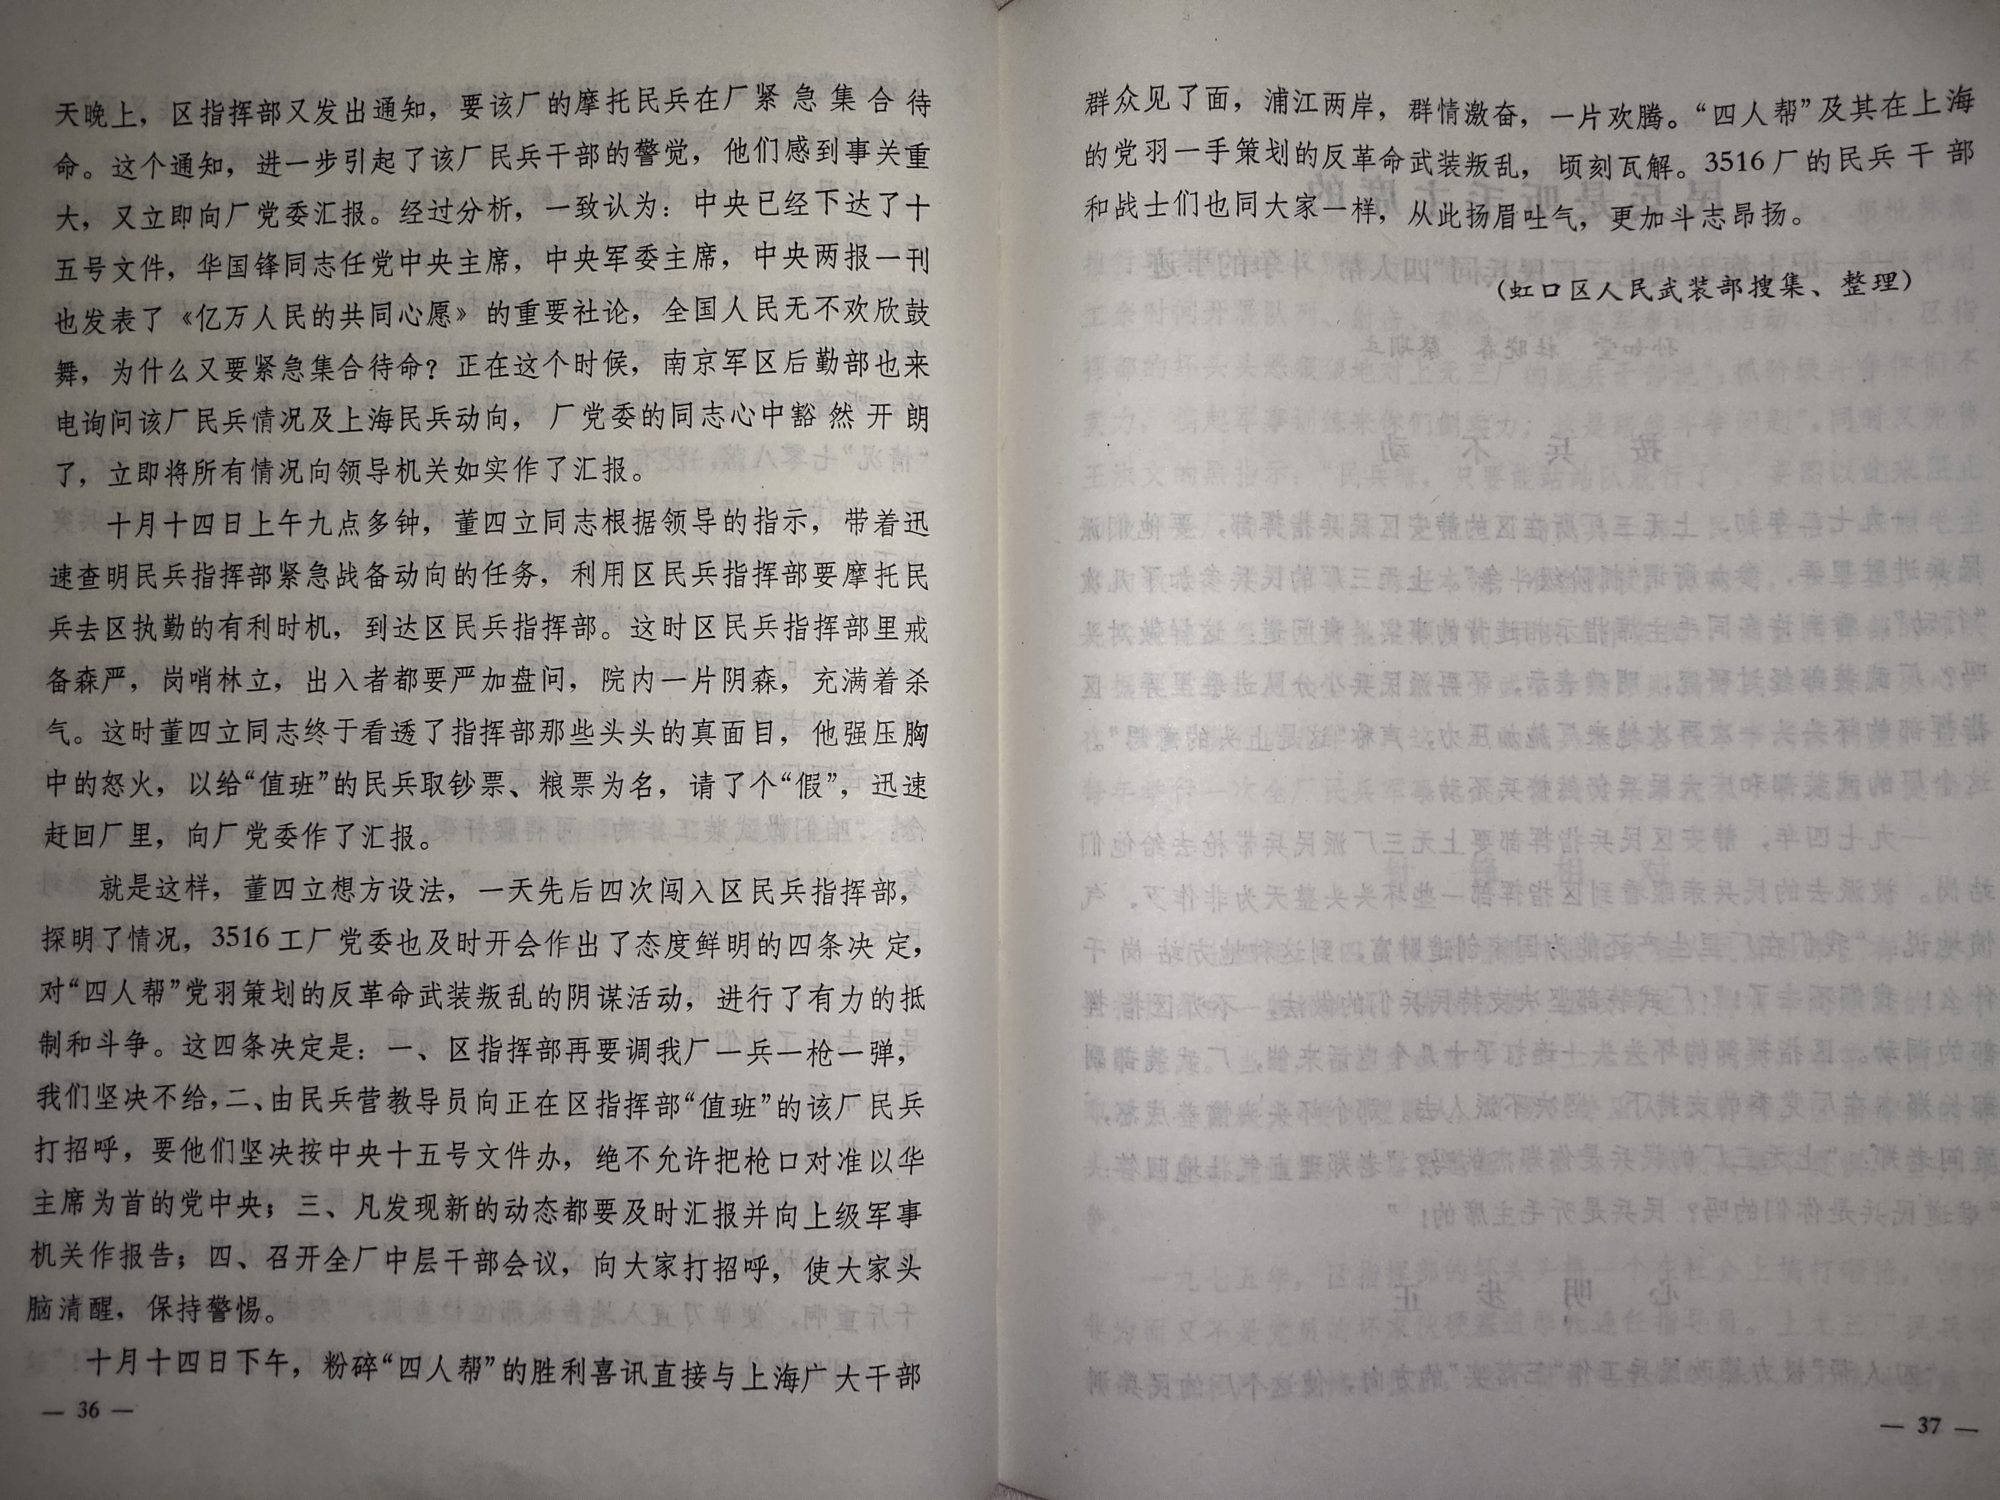 天晚上，区指挥部又发出通知，要该厂的摩托民兵在厂紧急集合待
命。这个通知，进一步引起了该厂民兵干部的警觉，他们感到事关重
大，又立即向厂党委汇报。经过分析，一致认为：中央已经下达了十
五号文件，华国锋同志任党中央主席，中央军委主席，中央两报一刊
也发表了《亿万人民的共同心愿》的重要社论，全国人民无不欢欣鼓
舞，为什么又要紧急集合待命？正在这个时候，南京军区后勤部也来
电询问该厂民兵情况及上海民兵动向，厂党委的同志心中豁然开朗
了，立即将所有情况向领导机关如实作了汇报。
十月十四日上午九点多钟，董四立同志根据领导的指示，带着迅
速查明民兵指挥部紧急战备动向的任务，利用区民兵指挥部要摩托民
兵去区执勤的有利时机，到达区民兵指挥部。这时区民兵指挥部里戒
备森严，岗哨林立，出入者都要严加盘问，院内一片阴森，充满着杀
气。这时董四立同志终于看透了指挥部那些头头的真面目，他强压胸
中的怒火，以给“值班”的民兵取钞票、粮票为名，请了个“假”，迅速
赶回厂里，向厂党委作了汇报。
就是这样，董四立想方设法，一天先后四次闯入区民兵指挥部，
探明了情况，3516工厂党委也及时开会作出了态度鲜明的四条决定，
对“四人帮”党羽策划的反革命武装叛乱的阴谋活动，进行了有力的抵
制和斗争。这四条决定是：一、区指挥部再要调我厂一兵一枪一弹，
我们坚决不给，二、由民兵营教导员向正在区指挥部“值班”的该厂民兵
打招呼，要他们坚决按中央十五号文件办，绝不允许把枪口对准以华
主席为首的党中央；三、凡发现新的动态都要及时汇报并向上级军事
机关作报告；四、召开全厂中层干部会议，向大家打招呼，使大家头
脑清醒，保持警惕。
十月十四日下午，粉碎“四人帮”的胜利喜讯直接与上海广大干部
— 36 —
群众见了面，浦江两岸，群情激奋，一片欢腾。“四人帮”及其在上海
的党羽一手策划的反革命武装叛乱，顷刻瓦解。3516厂的民兵干部
和战士们也同大家一样，从此扬眉吐气，更加斗志昂扬。
（虹口区人民武装部搜集、整理）
— 37 —